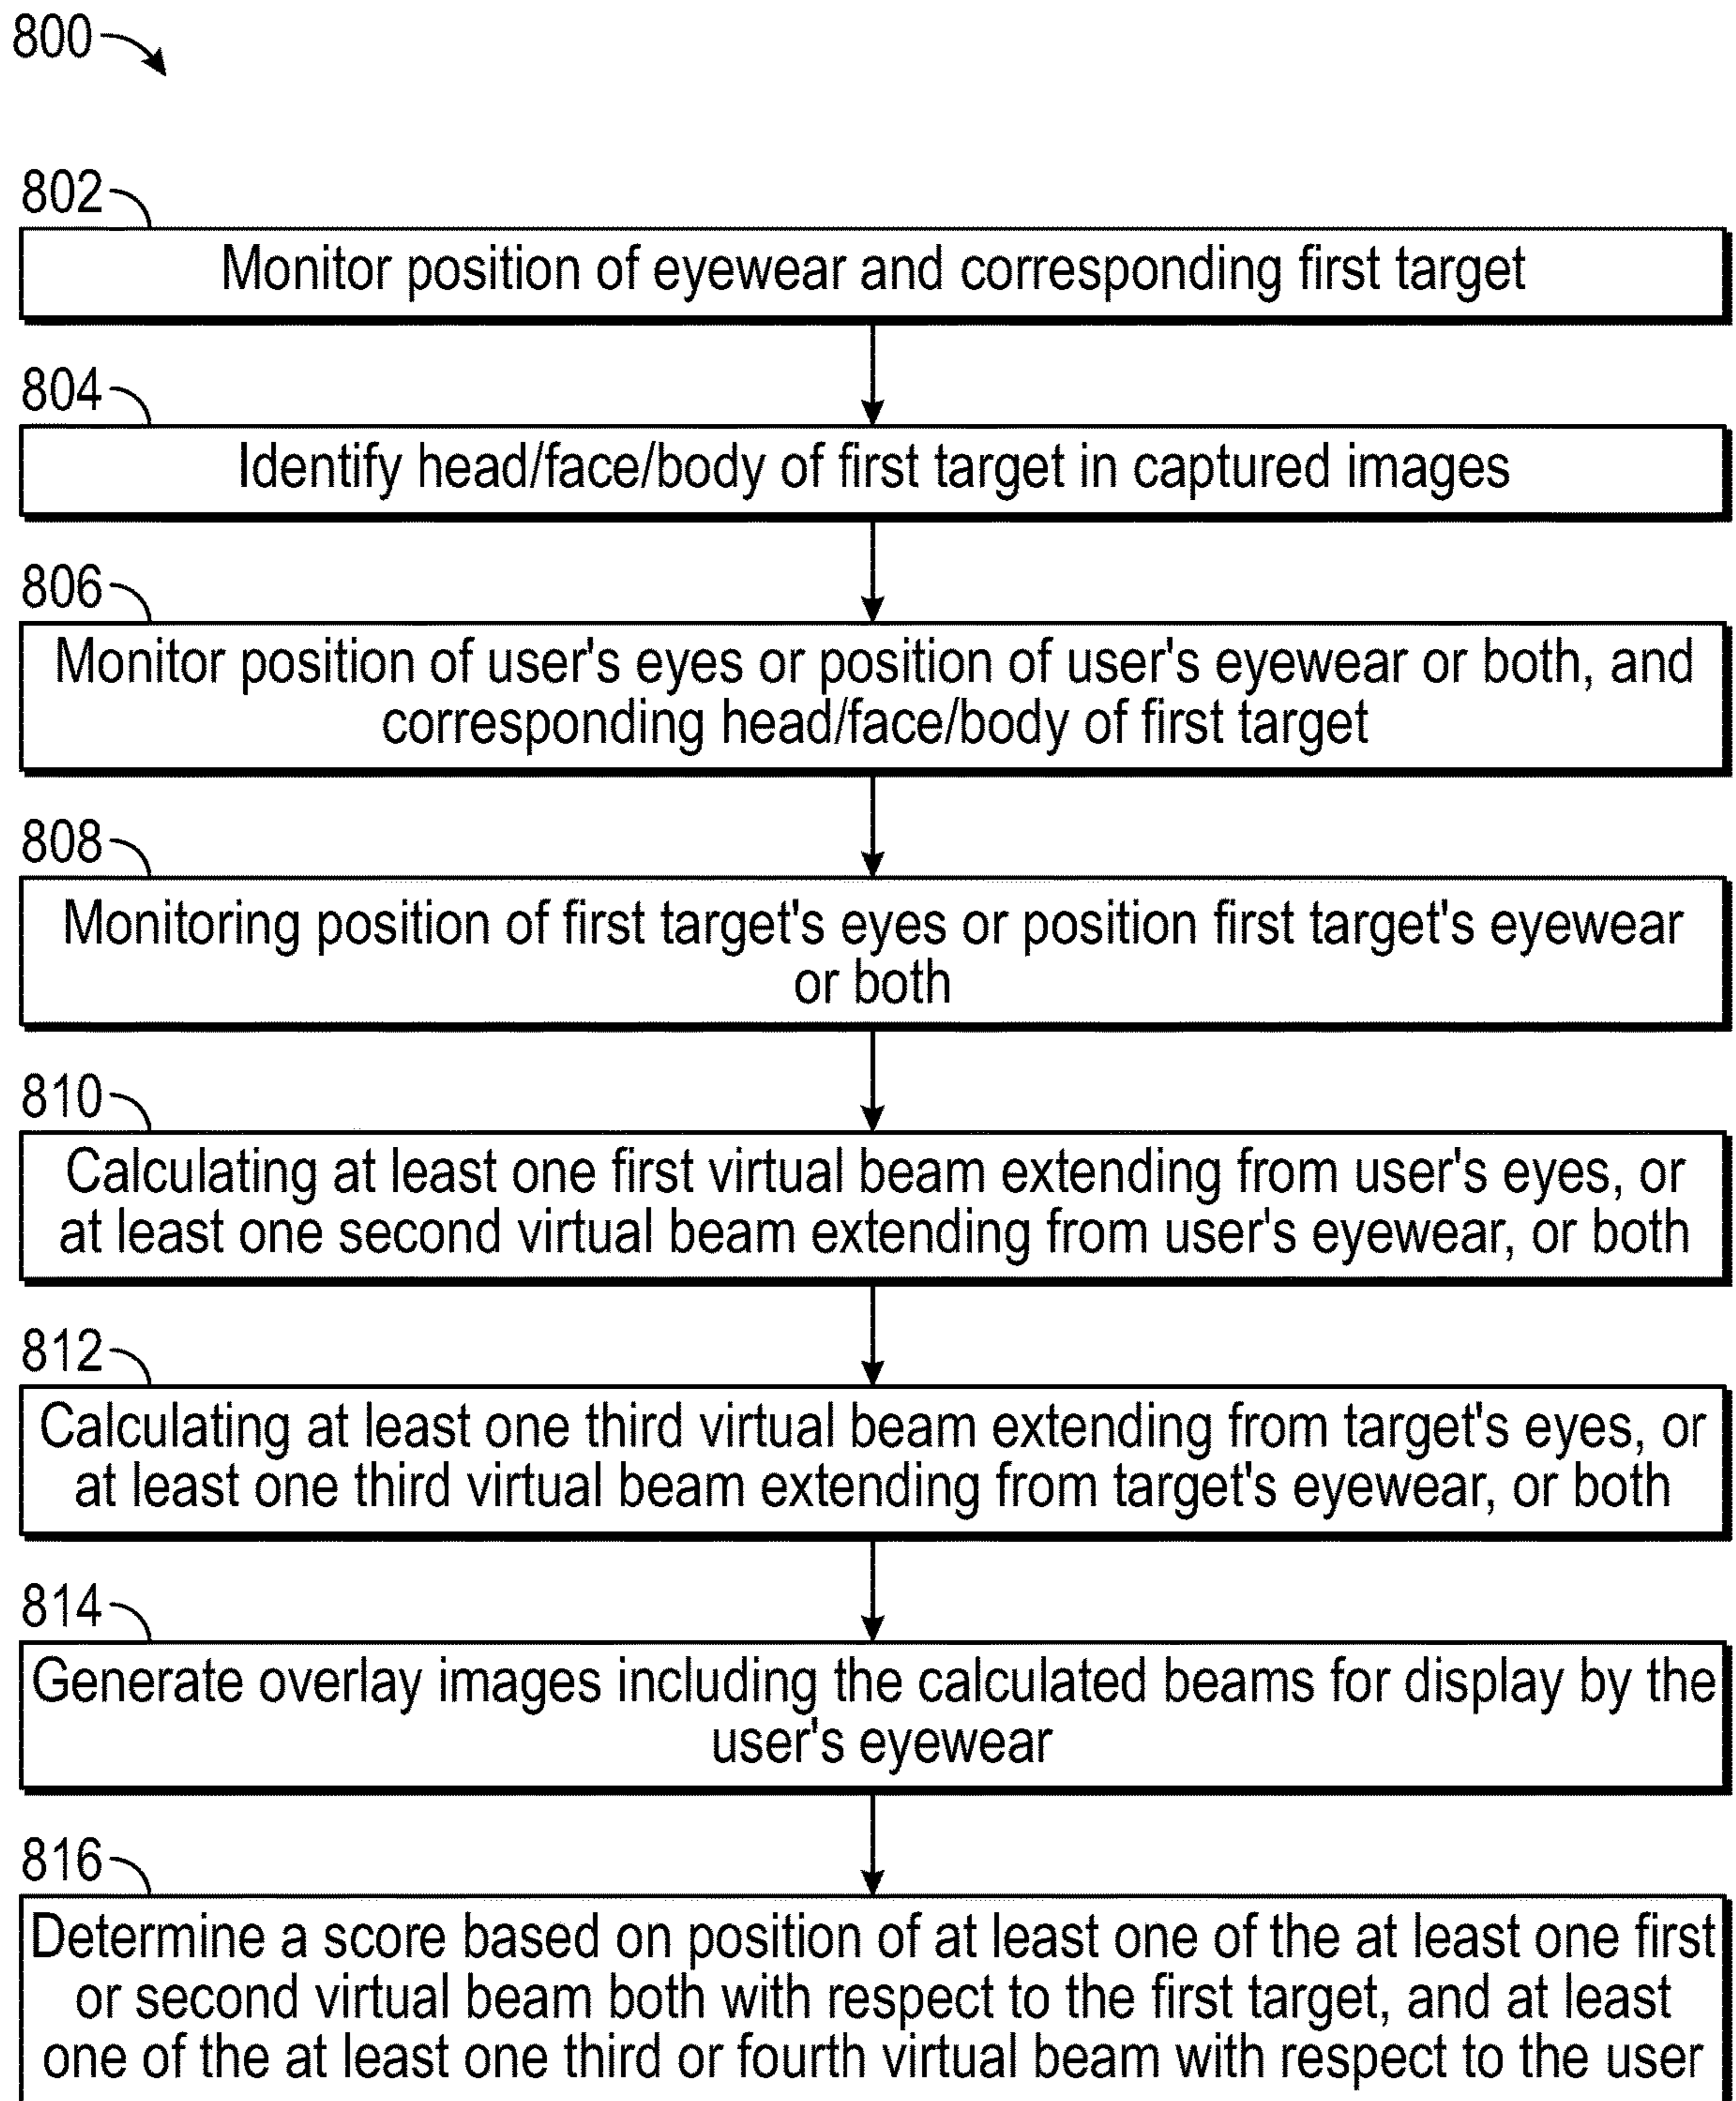 800
802
Monitor position of eyewear and corresponding first target
804
Identify head/face/body of first target in captured images
806
Monitor position of user's eyes or position of user's eyewear or both, and
corresponding head/face/body of first target
808
Monitoring position of first target's eyes or position first target's eyewear
or both
810
Calculating at least one first virtual beam extending from user's eyes, or
at least one second virtual beam extending from user's eyewear, or both
812
Calculating at least one third virtual beam extending from target's eyes, or
at least one third virtual beam extending from target's eyewear, or both
814
Generate overlay images including the calculated beams for display by the
user's eyewear
816
Determine a score based on position of at least one of the at least one first
or second virtual beam both with respect to the first target, and at least
one of the at least one third or fourth virtual beam with respect to the user